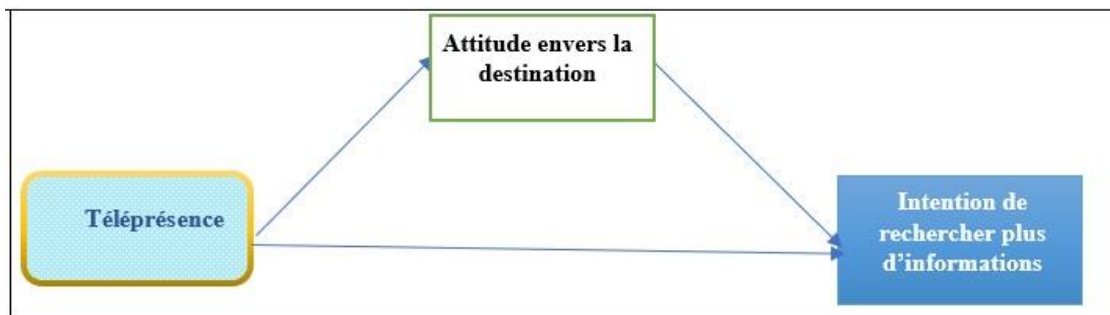 Attitude envers la
destination
Téléprésence
Intention de
rechercher plus
d’informations